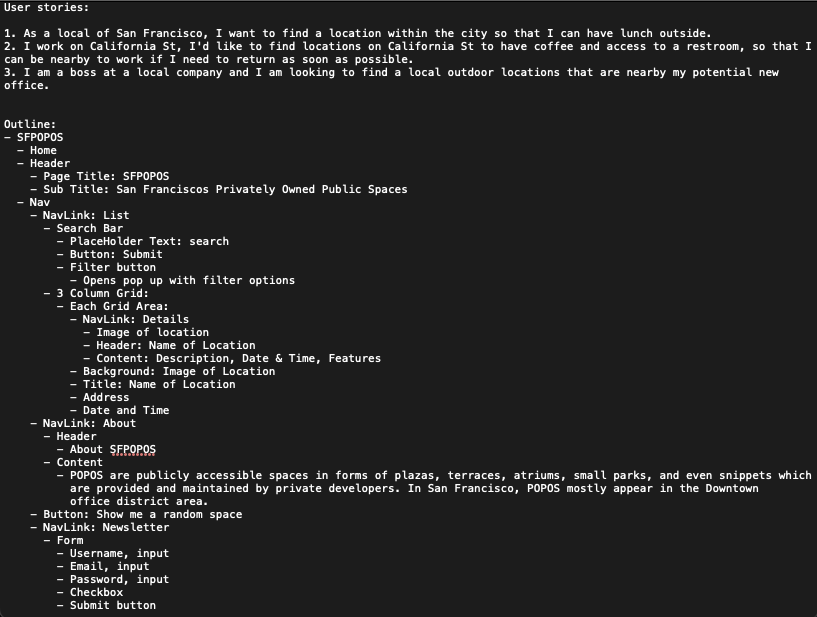 User stories:
1. As a local of San Francisco, I want to find a location within the city so that I can have lunch outside.
2. I work on California St, I'd like to find locations on California St to have coffee and access to a restroom, so that I
can be nearby to work if I need to return as soon as possible.
3. I am a boss at a local company and I am looking to find a local outdoor locations that are nearby my potential new
office.
Outline:
- SFPOPOS
- Home
- Header
- Page Title: SFPOPOS
- Sub Title: San Franciscos Privately Owned Public Spaces
- Nav
- NavLink: List
- Search Bar
- PlaceHolder Text: search
- Button: Submit
- Filter button
- Opens pop up with filter options
- 3 Column Grid:
- Each Grid Area:
- NavLink: Details
- Image of location
- Header: Name of Location
- Content: Description, Date & Time, Features
- Background: Image of Location
- Title: Name of Location
- Address
- Date and Time
- NavLink: About
- Header
- About SFPOPOS
- Content
- POPOS are publicly accessible spaces in forms of plazas, terraces, atriums, small parks, and even snippets which
are provided and maintained by private developers. In San Francisco, POPOS mostly appear in the Downtown
office district area.
- Button: Show me a random space
- NavLink: Newsletter
- Form
- Username, input
- Email, input
- Password, input
- Checkbox
- Submit button